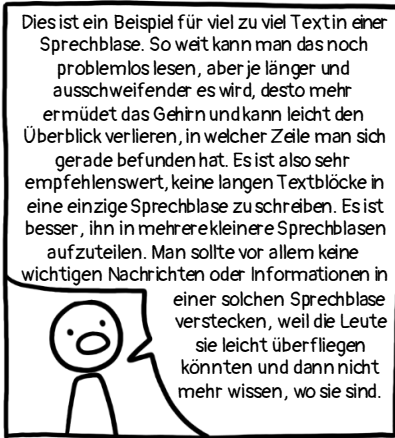 Dies ist ein Beispiel für viel zu viel Text in einer
Sprechblase. So weit kann man das noch
problemlos lesen, aber je länger und
ausschweifender es wird, desto mehr
ermüdet das Gehirn und kann leicht den
Überblick verlieren, in welcher Zeile man sich
gerade befunden hat. Es ist also sehr
empfehlenswert, keine langen Textblöcke in
eine einzige Sprechblase zu schreiben. Es ist
besser, ihn in mehrere kleinere Sprechblasen
aufzuteilen. Man sollte vor allem keine
wichtigen Nachrichten oder Informationen in
einer solchen Sprechblase
verstecken, weil die Leute
sie leicht überfliegen
könnten und dann nicht
mehr wissen, wo sie sind.